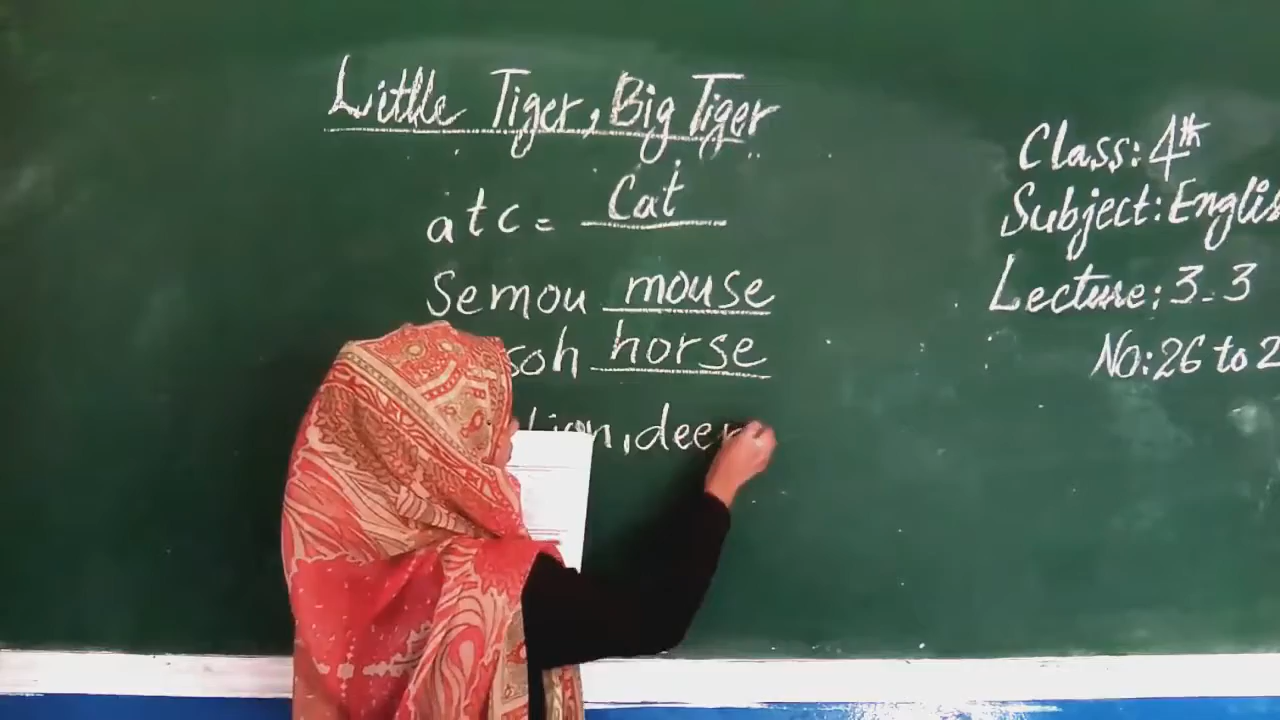 Little Tiger, Big Tiger
atc = Cat
Semou mouse
soh horse
lion, deer
Class: 4th
Subject: Englis
Lecture: 3-3
No: 26 to 2